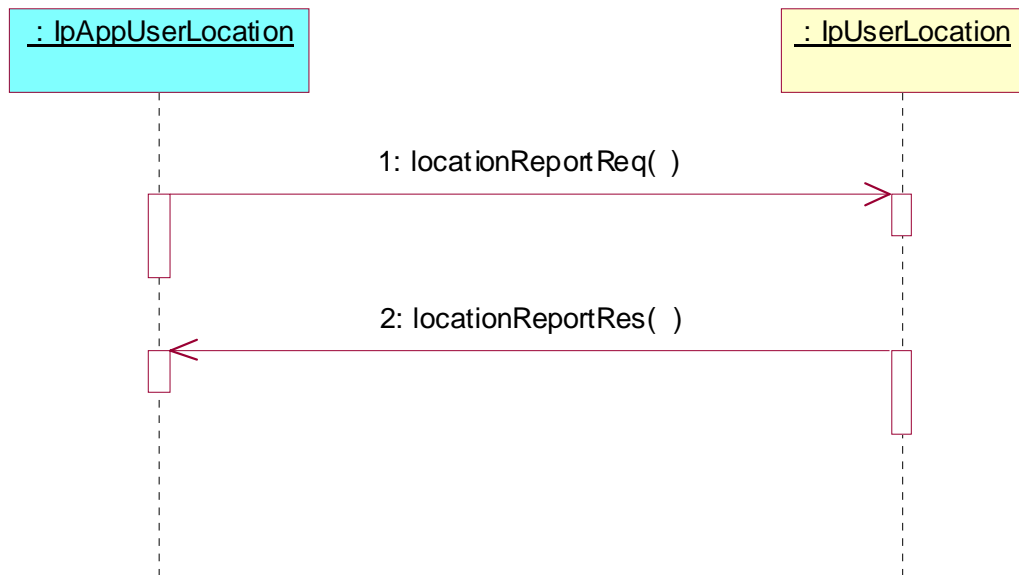 : IpAppUserLocation
: IpUserLocation
1: locationReportReq( )
2: locationReportRes( )